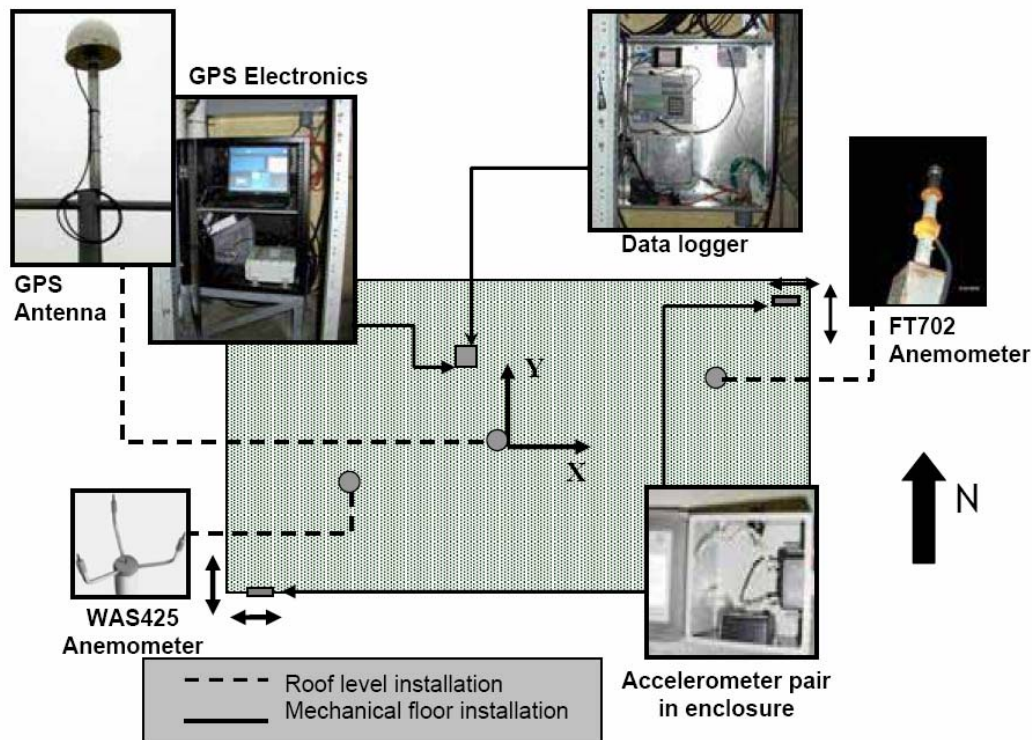 GPS Electronics
Data logger
GPS
Antenna
FT702
Anemometer
Y
X
N
WAS425
Anemometer
Accelerometer pair
in enclosure
Roof level installation
Mechanical floor installation